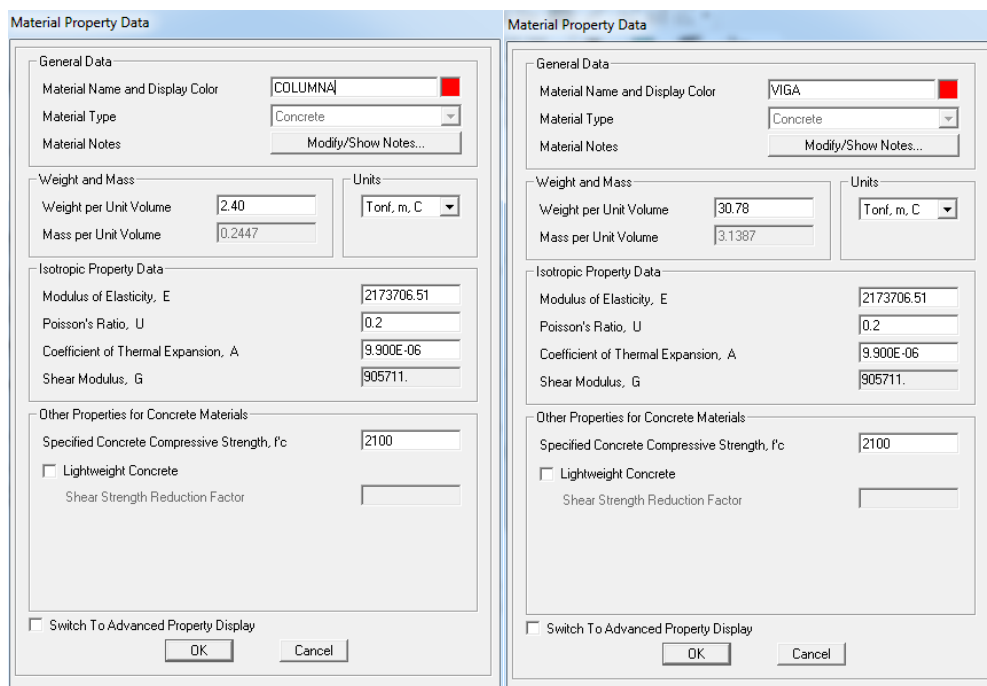 Material Property Data
General Data
Material Name and Display Color COLUMNA
Material Type Concrete
Material Notes Modify/Show Notes...
Weight and Mass
Weight per Unit Volume 2.40
Mass per Unit Volume 0.2447
Units
Tonf, m, C
Isotropic Property Data
Modulus of Elasticity, E 2173706.51
Poisson's Ratio, U 0.2
Coefficient of Thermal Expansion, A 9.900E-06
Shear Modulus, G 905711.
Other Properties for Concrete Materials
Specified Concrete Compressive Strength, f'c 2100
Lightweight Concrete
Shear Strength Reduction Factor
Switch To Advanced Property Display
OK Cancel
Material Property Data
General Data
Material Name and Display Color VIGA
Material Type Concrete
Material Notes Modify/Show Notes...
Weight and Mass
Weight per Unit Volume 30.78
Mass per Unit Volume 3.1387
Units
Tonf, m, C
Isotropic Property Data
Modulus of Elasticity, E 2173706.51
Poisson's Ratio, U 0.2
Coefficient of Thermal Expansion, A 9.900E-06
Shear Modulus, G 905711.
Other Properties for Concrete Materials
Specified Concrete Compressive Strength, f'c 2100
Lightweight Concrete
Shear Strength Reduction Factor
Switch To Advanced Property Display
OK Cancel